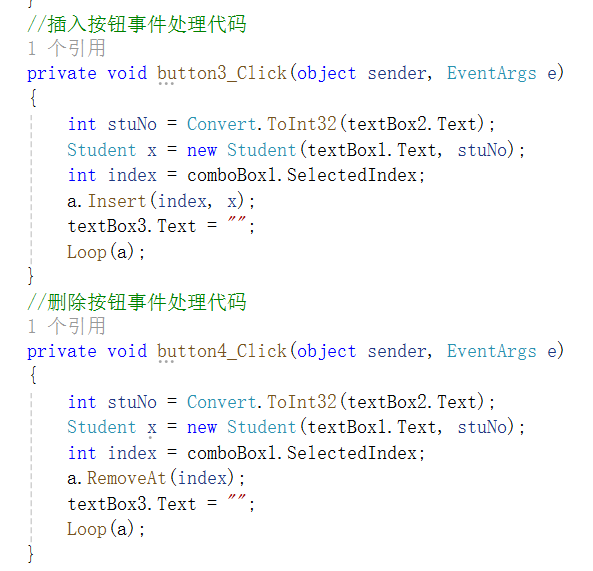 }
//插入按钮事件处理代码
1 个引用
private void button3_Click(object sender, EventArgs e)
{
    int stuNo = Convert.ToInt32(textBox2.Text);
    Student x = new Student(textBox1.Text, stuNo);
    int index = comboBox1.SelectedIndex;
    a.Insert(index, x);
    textBox3.Text = "";
    Loop(a);
}
//删除按钮事件处理代码
1 个引用
private void button4_Click(object sender, EventArgs e)
{
    int stuNo = Convert.ToInt32(textBox2.Text);
    Student x = new Student(textBox1.Text, stuNo);
    int index = comboBox1.SelectedIndex;
    a.RemoveAt(index);
    textBox3.Text = "";
    Loop(a);
}